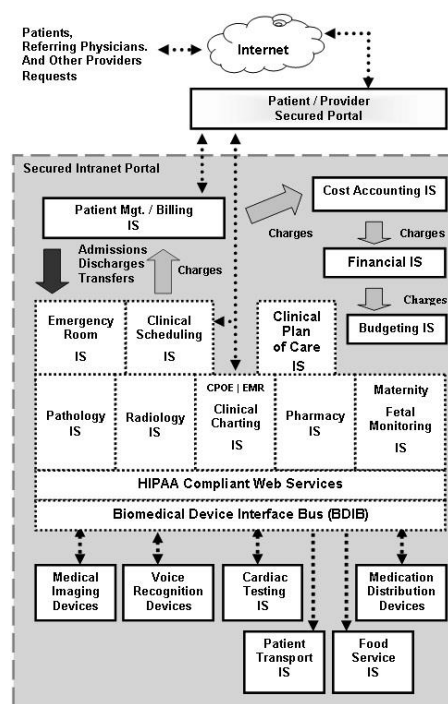 Patients,
Referring Physicians.
And Other Providers
Requests
Internet
Patient / Provider
Secured Portal
Secured Intranet Portal
Patient Mgt. / Billing
IS
Cost Accounting IS
Charges
Charges
Admissions
Discharges
Transfers
Charges
Financial IS
Charges
Budgeting IS
Emergency
Room
IS
Clinical
Scheduling
IS
Clinical
Plan
of Care
IS
Pathology
IS
Radiology
IS
CPOE | EMR
Clinical
Charting
IS
Pharmacy
IS
Maternity
Fetal
Monitoring
IS
HIPAA Compliant Web Services
Biomedical Device Interface Bus (BDIB)
Medical
Imaging
Devices
Voice
Recognition
Devices
Cardiac
Testing
IS
Medication
Distribution
Devices
Patient
Transport
IS
Food
Service
IS